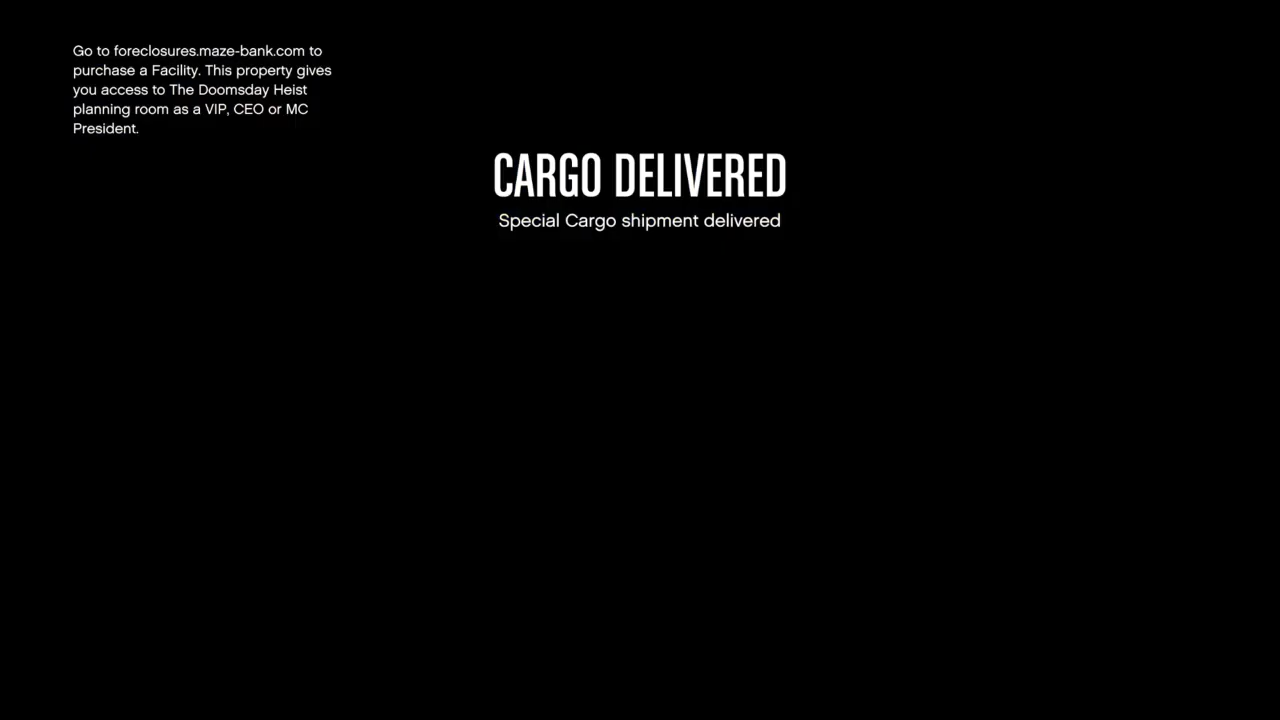 Go to foreclosures.maze-bank.com to
purchase a Facility. This property gives
you access to The Doomsday Heist
planning room as a VIP, CEO or MC
President.
CARGO DELIVERED
Special Cargo shipment delivered